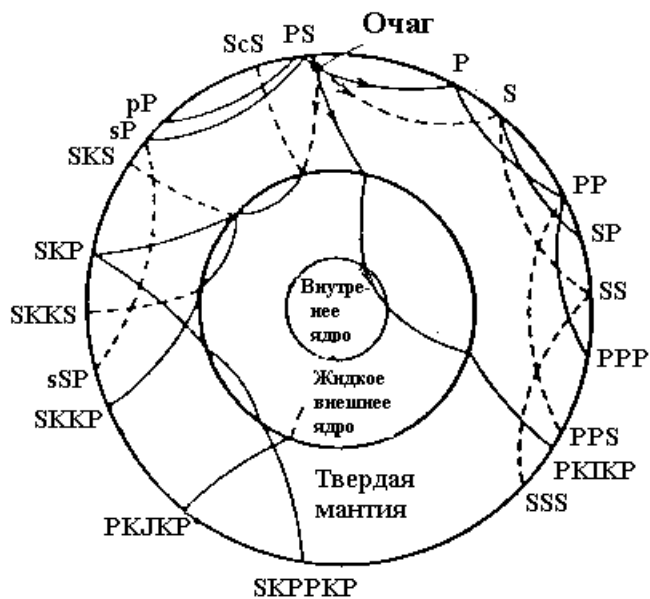 ScS
PS
Очаг
P
S
pP
sP
SKS
PP
SP
SKP
SS
SKKS
Внутре-
нее
ядро
PPP
sSP
Жидкое
внешнее
ядро
SKKP
PPS
PKIKP
SSS
Твердая
мантия
PKJKP
SKPPKP